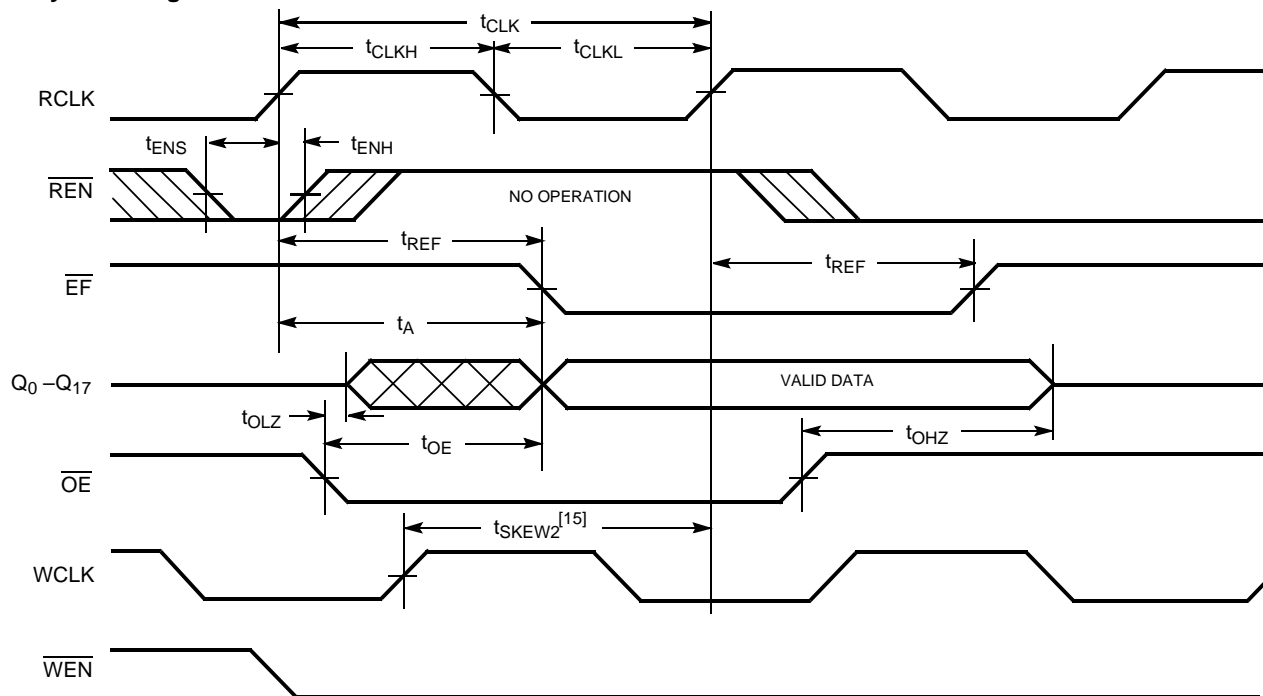 tCLK
tCLKH
tCLKL
RCLK
tENS
tENH
REN
NO OPERATION
tREF
tREF
EF
tA
Q0 –Q17
VALID DATA
tOLZ
tOE
tOHZ
OE
tSKEW2[15]
WCLK
WEN